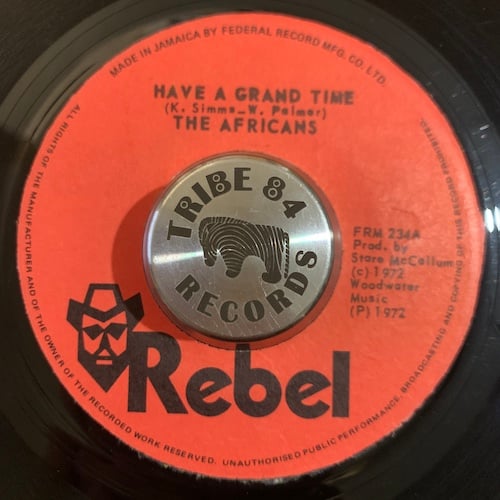 MADE IN JAMAICA BY FEDERAL RECORD MFG. CO. LTD.
HAVE A GRAND TIME
(K. Simms_W. Palmer)
THE AFRICANS
TRIBE 84
RECORDS
FRM 234A
Prod. by
Stare McCallum
(c) 1972
Woodwater
Music
(P) 1972
Rebel
ALL RIGHTS OF THE MANUFACTURER AND OF THE OWNER OF THE RECORDED WORK RESERVED. UNAUTHORISED PUBLIC PERFORMANCE, BROADCASTING AND COPYING OF THIS RECORD PROHIBITED.